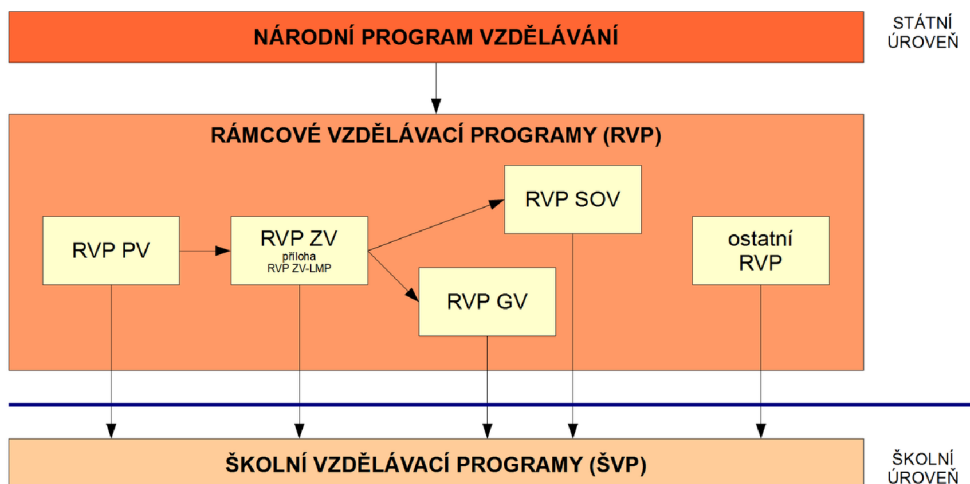 NÁRODNÍ PROGRAM VZDĚLÁVÁNÍ
STÁTNÍ
ÚROVEŇ
RÁMCOVÉ VZDĚLÁVACÍ PROGRAMY (RVP)
RVP PV
RVP ZV
příloha
RVP ZV-LMP
RVP SOV
RVP GV
ostatní
RVP
ŠKOLNÍ VZDĚLÁVACÍ PROGRAMY (ŠVP)
ŠKOLNÍ
ÚROVEŇ